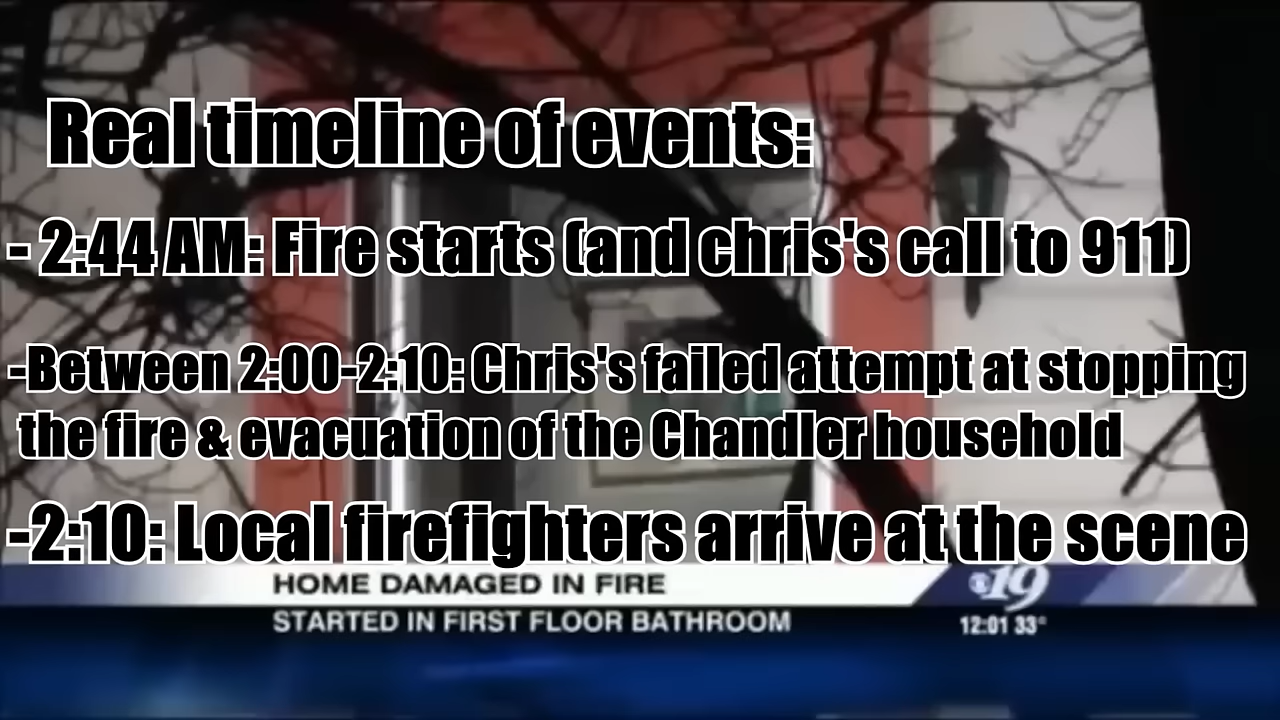 Real timeline of events:
- 2:44 AM: Fire starts (and chris's call to 911)
-Between 2:00-2:10: Chris's failed attempt at stopping
the fire & evacuation of the Chandler household
-2:10: Local firefighters arrive at the scene
HOME DAMAGED IN FIRE
19
STARTED IN FIRST FLOOR BATHROOM
12:01 33°